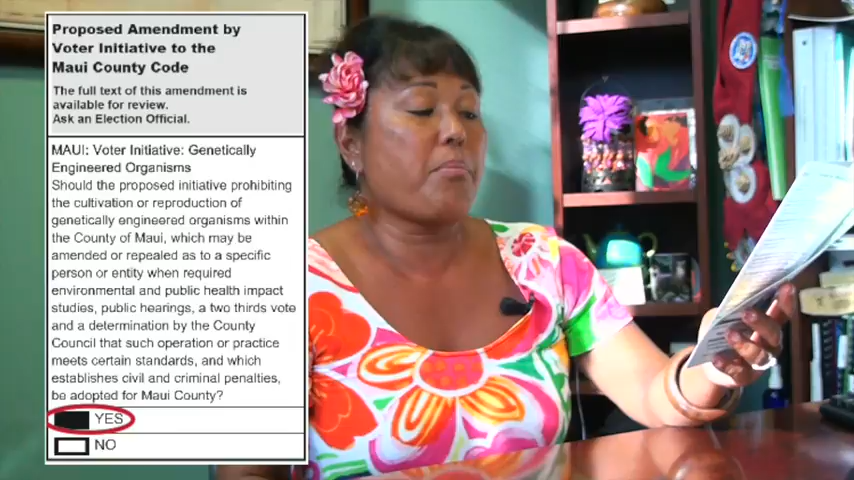 Proposed Amendment by
Voter Initiative to the
Maui County Code
The full text of this amendment is
available for review.
Ask an Election Official.
MAUI: Voter Initiative: Genetically
Engineered Organisms
Should the proposed initiative prohibiting
the cultivation or reproduction of
genetically engineered organisms within
the County of Maui, which may be
amended or repealed as to a specific
person or entity when required
environmental and public health impact
studies, public hearings, a two thirds vote
and a determination by the County
Council that such operation or practice
meets certain standards, and which
establishes civil and criminal penalties,
be adopted for Maui County?
YES
NO